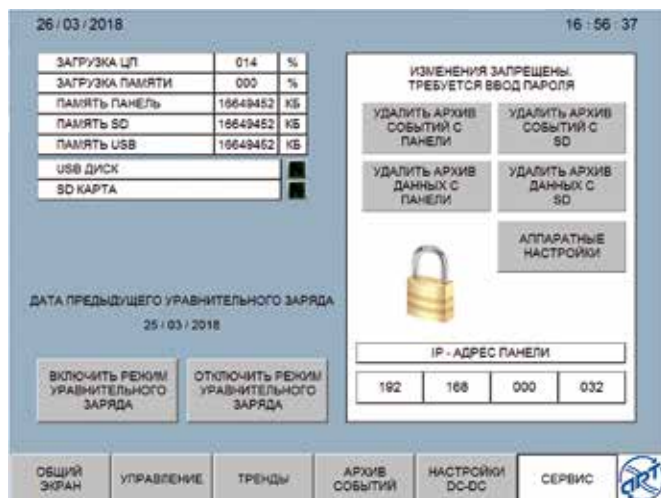 26 / 03 / 2018
16 : 56 : 37
ЗАГРУЗКА ЦП 014 %
ЗАГРУЗКА ПАМЯТИ 000 %
ПАМЯТЬ ПАНЕЛЬ 16649452 КБ
ПАМЯТЬ SD 16649452 КБ
ПАМЯТЬ USB 16649452 КБ
USB ДИСК
SD КАРТА
ДАТА ПРЕДЫДУЩЕГО УРАВНИТЕЛЬНОГО ЗАРЯДА
25 / 03 / 2018
ВКЛЮЧИТЬ РЕЖИМ
УРАВНИТЕЛЬНОГО
ЗАРЯДА
ОТКЛЮЧИТЬ РЕЖИМ
УРАВНИТЕЛЬНОГО
ЗАРЯДА
ИЗМЕНЕНИЯ ЗАПРЕЩЕНЫ.
ТРЕБУЕТСЯ ВВОД ПАРОЛЯ
УДАЛИТЬ АРХИВ
СОБЫТИЙ С
ПАНЕЛИ
УДАЛИТЬ АРХИВ
СОБЫТИЙ С
SD
УДАЛИТЬ АРХИВ
ДАННЫХ С
ПАНЕЛИ
УДАЛИТЬ АРХИВ
ДАННЫХ С
SD
АППАРАТНЫЕ
НАСТРОЙКИ
IP - АДРЕС ПАНЕЛИ
192 168 000 032
ОБЩИЙ
ЭКРАН
УПРАВЛЕНИЕ
ТРЕНДЫ
АРХИВ
СОБЫТИЙ
НАСТРОЙКИ
DC-DC
СЕРВИС
ART